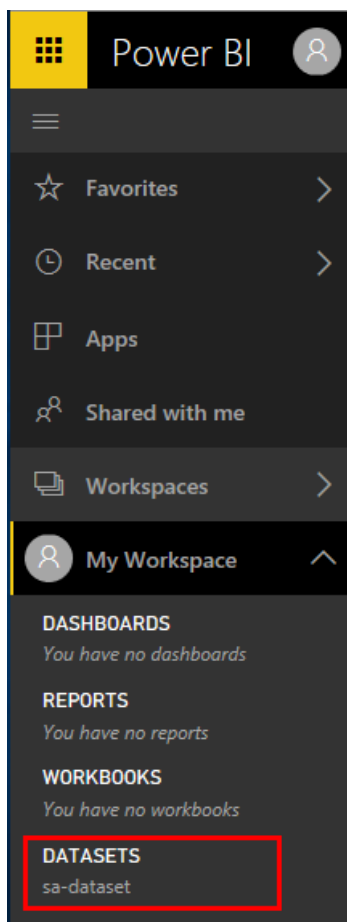 Power BI
Favorites
Recent
Apps
Shared with me
Workspaces
My Workspace
DASHBOARDS
You have no dashboards
REPORTS
You have no reports
WORKBOOKS
You have no workbooks
DATASETS
sa-dataset